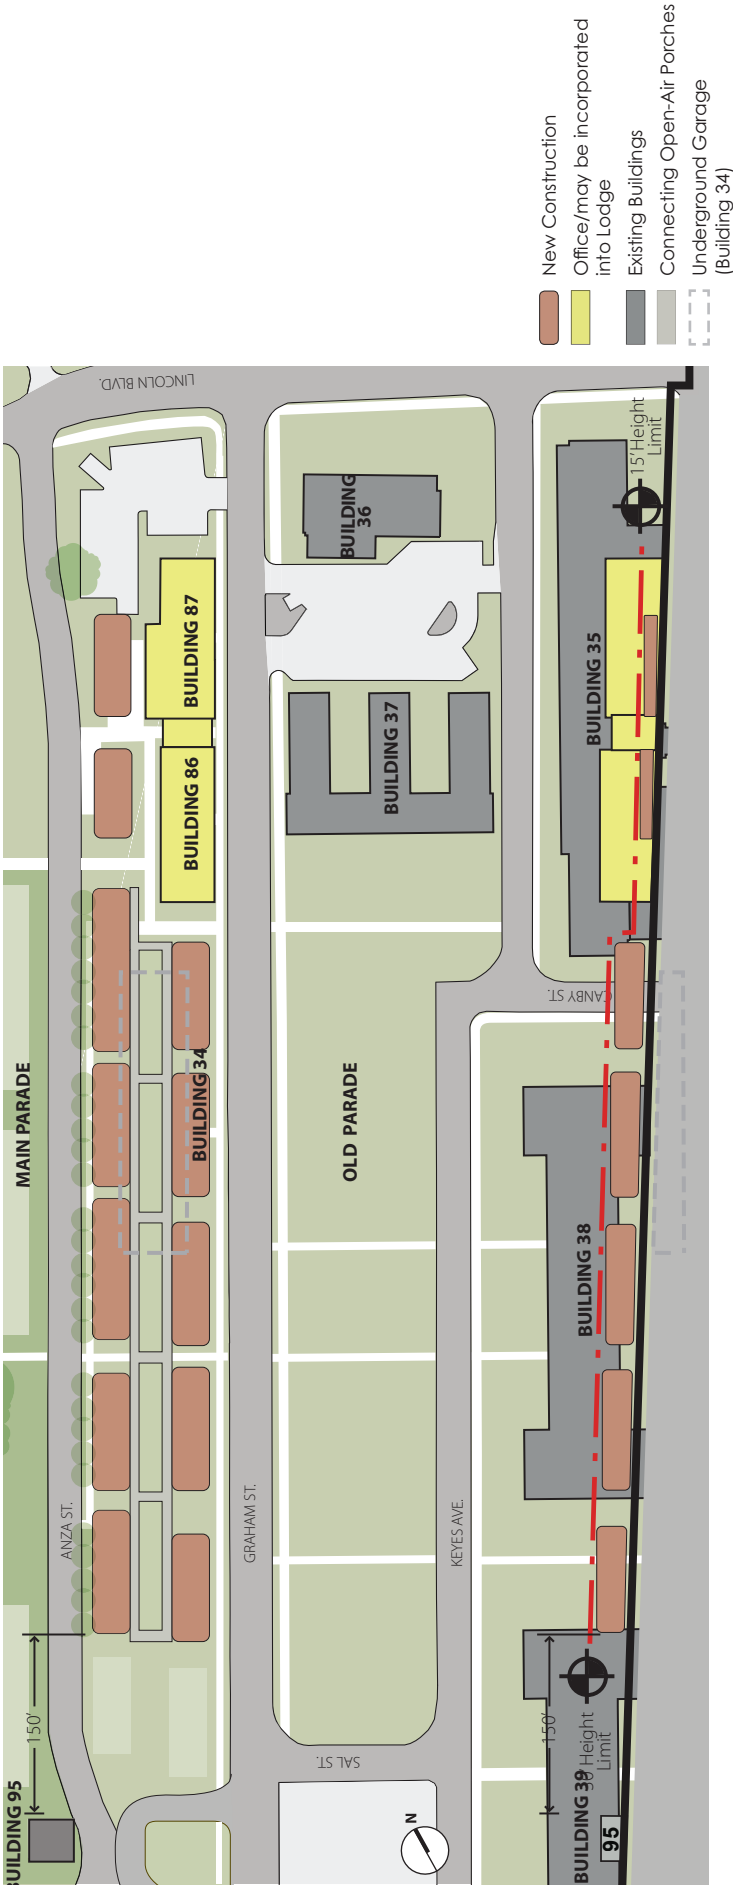 New Construction
Office/may be incorporated
into Lodge
Existing Buildings
Connecting Open-Air Porches
Underground Garage
(Building 34)
LINCOLN BLVD.
15' Height
Limit
BUILDING
36
BUILDING 87
BUILDING 35
BUILDING 37
BUILDING 86
CANBY ST.
MAIN PARADE
BUILDING 34
OLD PARADE
BUILDING 38
ANZA ST.
GRAHAM ST.
KEYES AVE.
150'
150'
SAL ST.
30' Height
Limit
BUILDING 95
BUILDING 39
95
N